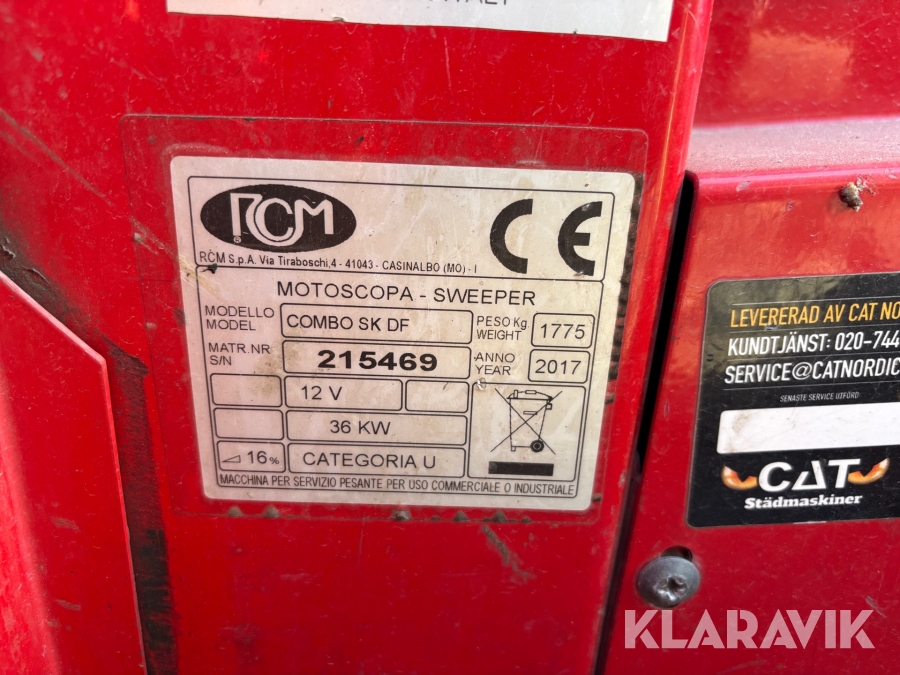 RCM
®
CE
RCM S.p.A. Via Tiraboschi,4 - 41043 - CASINALBO (MO) - I
MOTOSCOPA - SWEEPER
MODELLO
MODEL
COMBO SK DF
PESO Kg.
WEIGHT
1775
MATR.NR
S/N
215469
ANNO
YEAR
2017
12 V
36 KW
16%
CATEGORIA U
MACCHINA PER SERVIZIO PESANTE PER USO COMMERCIALE O INDUSTRIALE
LEVERERAD AV CAT NO
KUNDTJÄNST: 020-744
SERVICE@CATNORDIC
SENASTE SERVICE UTFÖRD
CAT
Städmaskiner
KLARAVIK